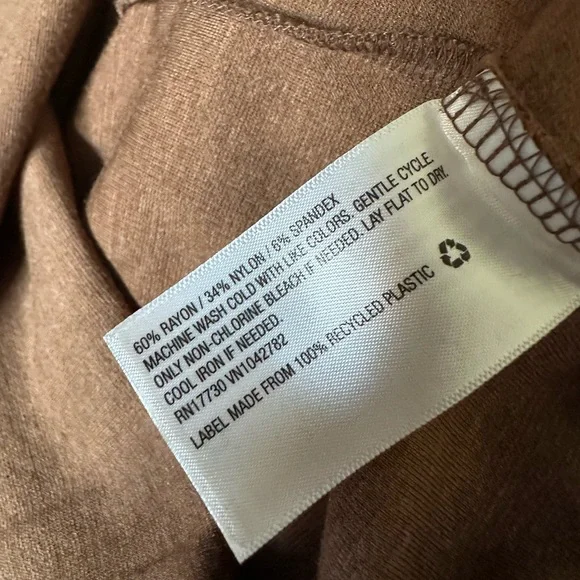 60% RAYON / 34% NYLON / 6% SPANDEX
MACHINE WASH COLD WITH LIKE COLORS. GENTLE CYCLE
ONLY NON-CHLORINE BLEACH IF NEEDED. LAY FLAT TO DRY.
COOL IRON IF NEEDED.
RN17730 VN1042782
LABEL MADE FROM 100% RECYCLED PLASTIC